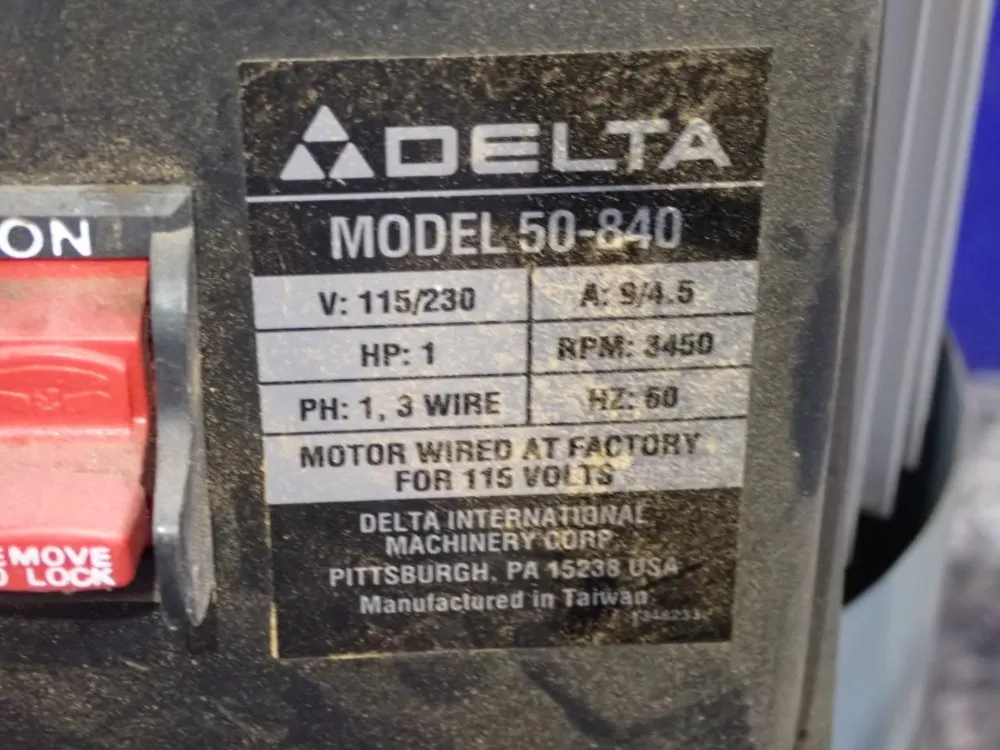 DELTA
MODEL 50-840
V: 115/230
A: 9/4.5
HP: 1
RPM: 3450
PH: 1, 3 WIRE
HZ: 60
MOTOR WIRED AT FACTORY
FOR 115 VOLTS
DELTA INTERNATIONAL
MACHINERY CORP
PITTSBURGH, PA 15238 USA
Manufactured in Taiwan
ON
EMOVE
O LOCK